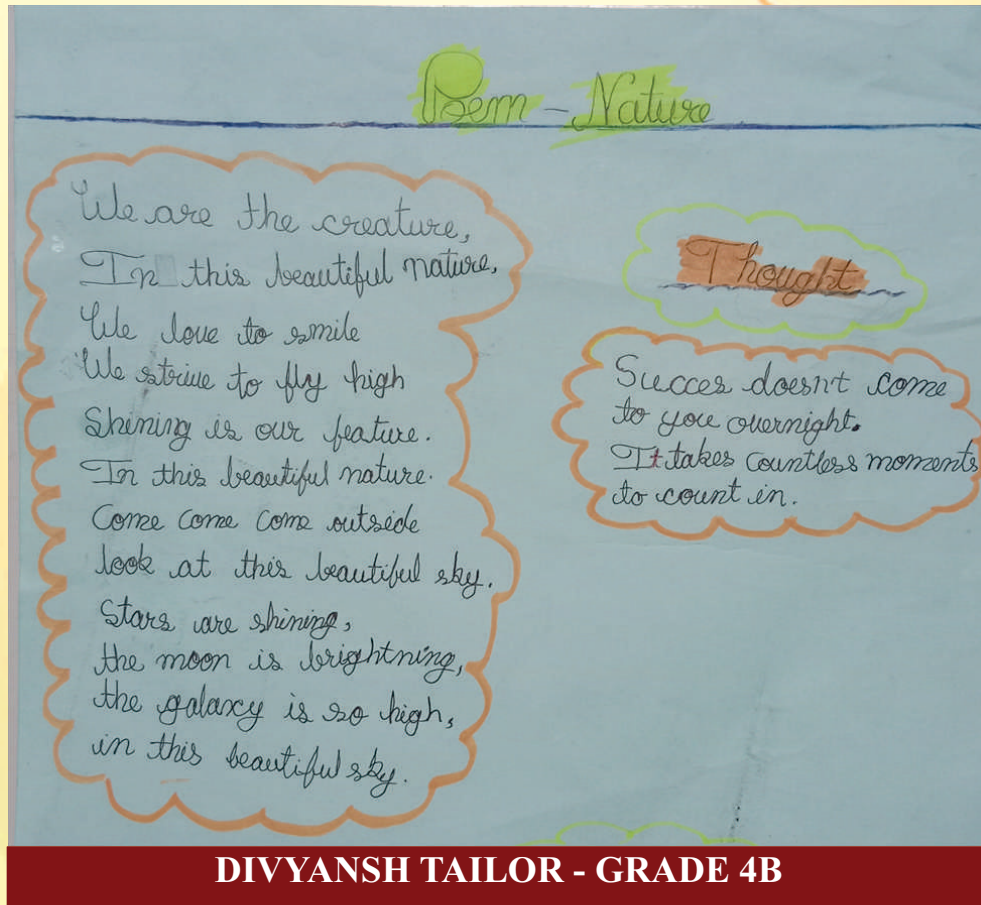 Poem - Nature
We are the creature,
In this beautiful nature,
We love to smile
We strive to fly high
Shining is our feature.
In this beautiful nature.
Come come come outside
look at this beautiful sky.
Stars are shining,
the moon is brightning,
the galaxy is so high,
in this beautiful sky.
Thought
Succes doesnt come
to you overnight.
It takes countless moments
to count in.
DIVYANSH TAILOR - GRADE 4B